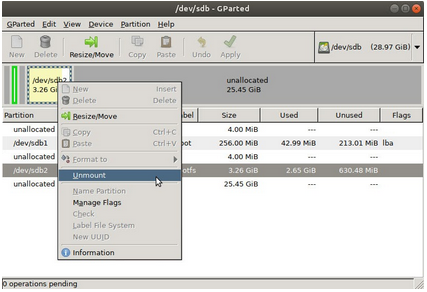 /dev/sdb - GParted
GParted Edit View Device Partition Help
New Delete Resize/Move Copy Paste Undo Apply
/dev/sdb (28.97 GiB)
/dev/sdb2
3.26 Gi
unallocated
25.45 GiB
New Insert
Delete Delete
Resize/Move
Copy Ctrl+C
Paste Ctrl+V
Format to
Unmount
Name Partition
Manage Flags
Check
Label File System
New UUID
Information
Partition bel Size Used Unused Flags
unallocated 4.00 MiB --- ---
/dev/sdb1 ot 256.00 MiB 42.99 MiB 213.01 MiB lba
unallocated 4.00 MiB --- ---
/dev/sdb2 otfs 3.26 GiB 2.65 GiB 630.48 MiB
unallocated 25.45 GiB --- ---
0 operations pending